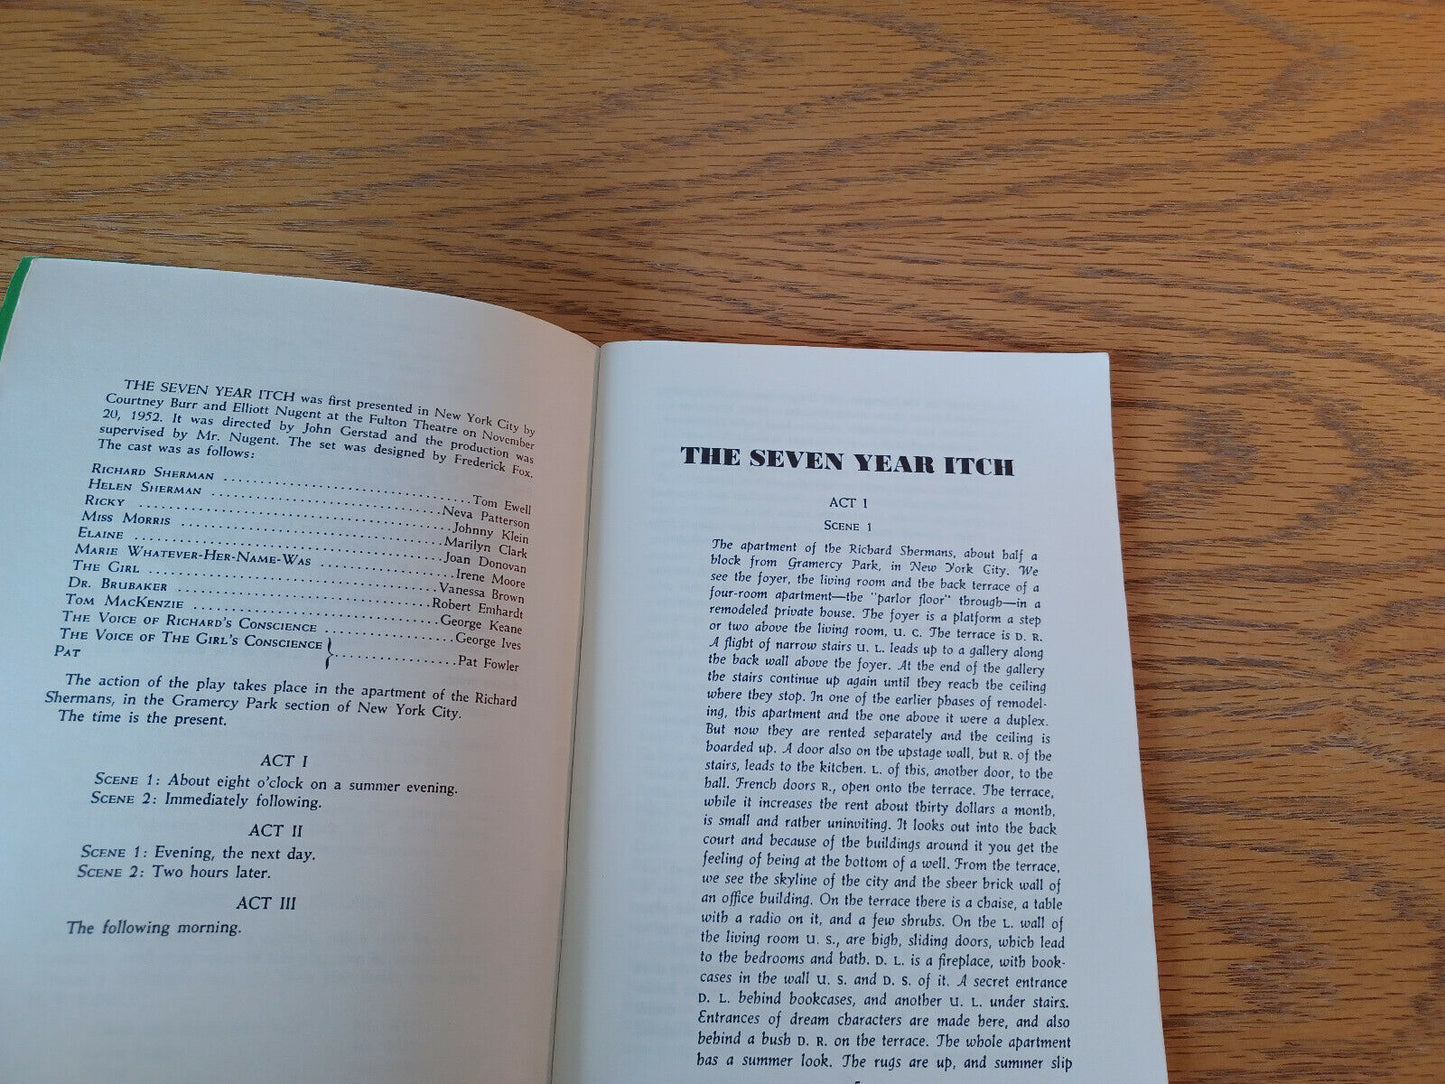 THE SEVEN YEAR ITCH was first presented in New York City by
Courtney Burr and Elliott Nugent at the Fulton Theatre on November
20, 1952. It was directed by John Gerstad and the production was
supervised by Mr. Nugent. The set was designed by Frederick Fox.
The cast was as follows:
RICHARD SHERMAN ........................ Tom Ewell
HELEN SHERMAN ........................ Neva Patterson
RICKY ........................ Johnny Klein
MISS MORRIS ........................ Marilyn Clark
ELAINE ........................ Joan Donovan
MARIE WHATEVER-HER-NAME-WAS ............ Irene Moore
THE GIRL ........................ Vanessa Brown
DR. BRUBAKER ........................ Robert Emhardt
TOM MACKENZIE ........................ George Keane
THE VOICE OF RICHARD'S CONSCIENCE ............ George Ives
THE VOICE OF THE GIRL'S CONSCIENCE } ............ Pat Fowler
PAT
The action of the play takes place in the apartment of the Richard
Shermans, in the Gramercy Park section of New York City.
The time is the present.
ACT I
SCENE 1: About eight o'clock on a summer evening.
SCENE 2: Immediately following.
ACT II
SCENE 1: Evening, the next day.
SCENE 2: Two hours later.
ACT III
The following morning.
THE SEVEN YEAR ITCH
ACT I
SCENE 1
The apartment of the Richard Shermans, about half a
block from Gramercy Park, in New York City. We
see the foyer, the living room and the back terrace of a
four-room apartment—the "parlor floor" through—in a
remodeled private house. The foyer is a platform a step
or two above the living room, U. C. The terrace is D. R.
A flight of narrow stairs U. L. leads up to a gallery along
the back wall above the foyer. At the end of the gallery
the stairs continue up again until they reach the ceiling
where they stop. In one of the earlier phases of remodel-
ing, this apartment and the one above it were a duplex.
But now they are rented separately and the ceiling is
boarded up. A door also on the upstage wall, but R. of the
stairs, leads to the kitchen. L. of this, another door, to the
hall. French doors R., open onto the terrace. The terrace,
while it increases the rent about thirty dollars a month,
is small and rather uninviting. It looks out into the back
court and because of the buildings around it you get the
feeling of being at the bottom of a well. From the terrace,
we see the skyline of the city and the sheer brick wall of
an office building. On the terrace there is a chaise, a table
with a radio on it, and a few shrubs. On the L. wall of
the living room U. S., are high, sliding doors, which lead
to the bedrooms and bath. D. L. is a fireplace, with book-
cases in the wall U. S. and D. S. of it. A secret entrance
D. L. behind bookcases, and another U. L. under stairs.
Entrances of dream characters are made here, and also
behind a bush D. R. on the terrace. The whole apartment
has a summer look. The rugs are up, and summer slip